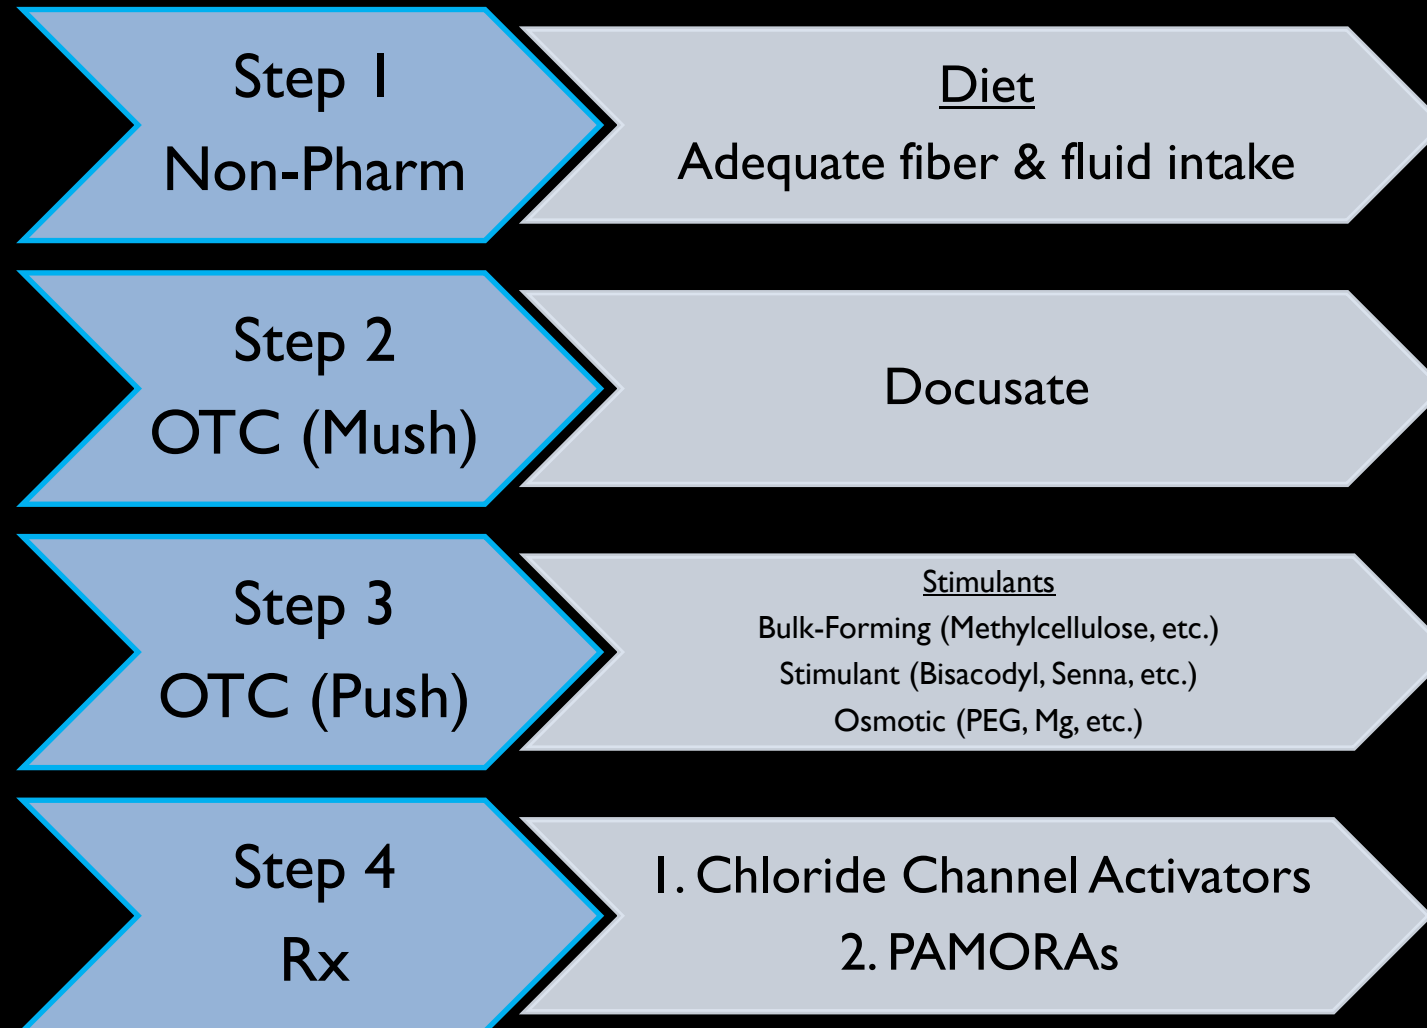 Step 1
Non-Pharm
Diet
Adequate fiber & fluid intake
Step 2
OTC (Mush)
Docusate
Step 3
OTC (Push)
Stimulants
Bulk-Forming (Methylcellulose, etc.)
Stimulant (Bisacodyl, Senna, etc.)
Osmotic (PEG, Mg, etc.)
Step 4
Rx
1. Chloride Channel Activators
2. PAMORAs